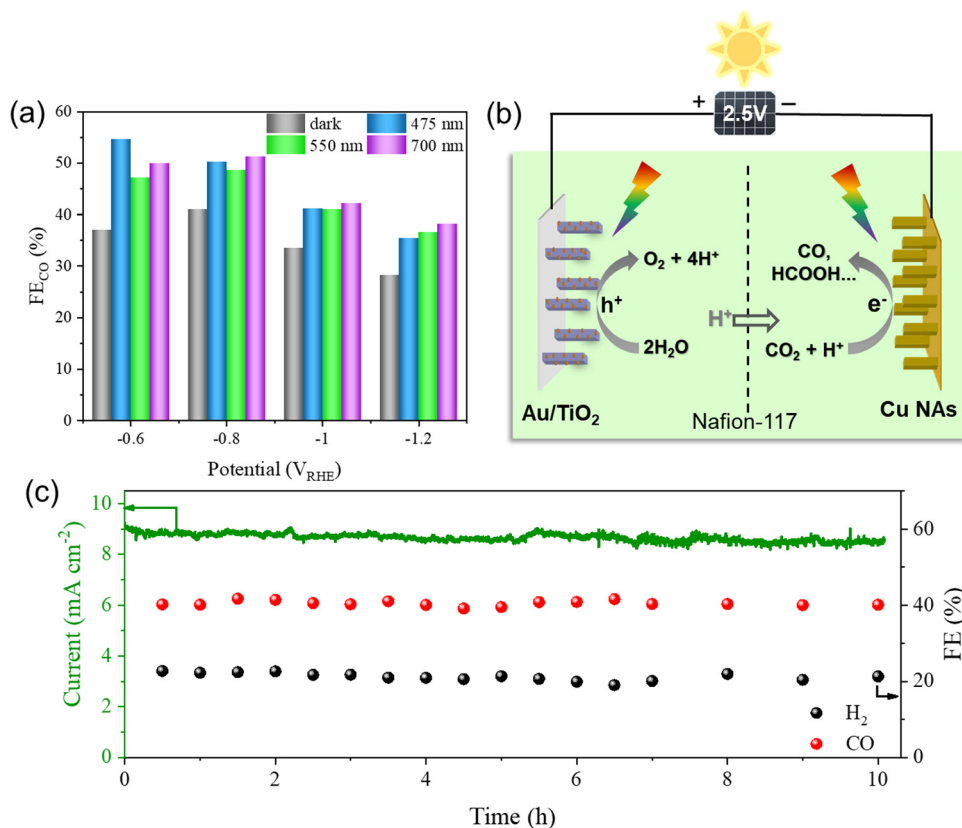 (a)
60
50
40
30
20
10
0
FE_CO (%)
dark
475 nm
550 nm
700 nm
-0.6
-0.8
-1
-1.2
Potential (V_RHE)
(b)
+
2.5V
−
O₂ + 4H⁺
h⁺
2H₂O
Au/TiO₂
H⁺
Nafion-117
CO,
HCOOH...
e⁻
CO₂ + H⁺
Cu NAs
(c)
10
8
6
4
2
0
Current (mA cm⁻²)
60
40
20
0
FE (%)
H₂
CO
0
2
4
6
8
10
Time (h)